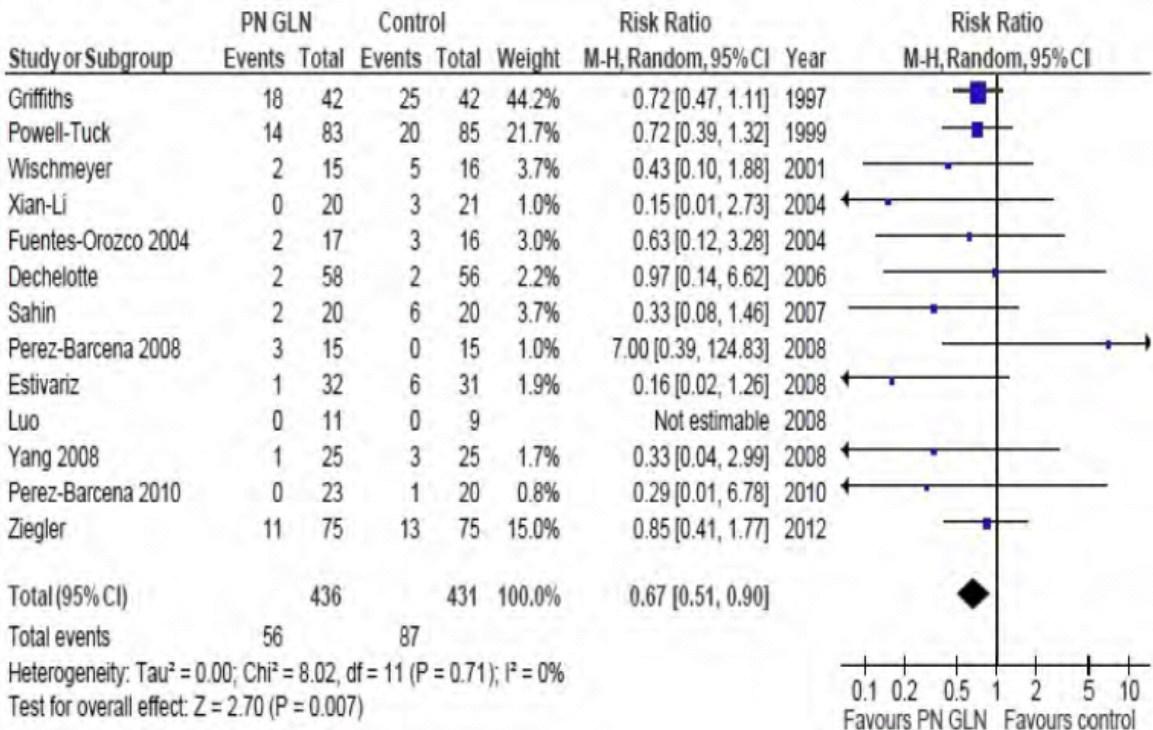 PN GLN Control Risk Ratio Risk Ratio
Study or Subgroup Events Total Events Total Weight M-H, Random, 95% CI Year M-H, Random, 95% CI
Griffiths 18 42 25 42 44.2% 0.72 [0.47, 1.11] 1997
Powell-Tuck 14 83 20 85 21.7% 0.72 [0.39, 1.32] 1999
Wischmeyer 2 15 5 16 3.7% 0.43 [0.10, 1.88] 2001
Xian-Li 0 20 3 21 1.0% 0.15 [0.01, 2.73] 2004
Fuentes-Orozco 2004 2 17 3 16 3.0% 0.63 [0.12, 3.28] 2004
Dechelotte 2 58 2 56 2.2% 0.97 [0.14, 6.62] 2006
Sahin 2 20 6 20 3.7% 0.33 [0.08, 1.46] 2007
Perez-Barcena 2008 3 15 0 15 1.0% 7.00 [0.39, 124.83] 2008
Estivariz 1 32 6 31 1.9% 0.16 [0.02, 1.26] 2008
Luo 0 11 0 9 Not estimable 2008
Yang 2008 1 25 3 25 1.7% 0.33 [0.04, 2.99] 2008
Perez-Barcena 2010 0 23 1 20 0.8% 0.29 [0.01, 6.78] 2010
Ziegler 11 75 13 75 15.0% 0.85 [0.41, 1.77] 2012
Total (95% CI) 436 431 100.0% 0.67 [0.51, 0.90]
Total events 56 87
Heterogeneity: Tau² = 0.00; Chi² = 8.02, df = 11 (P = 0.71); I² = 0%
Test for overall effect: Z = 2.70 (P = 0.007)
0.1 0.2 0.5 1 2 5 10
Favours PN GLN Favours control